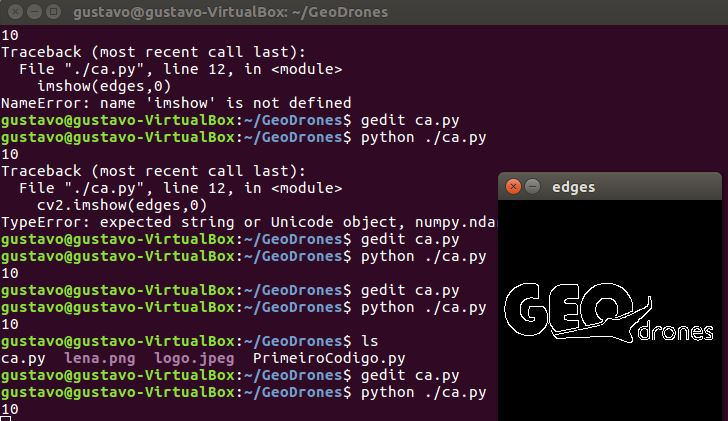 gustavo@gustavo-VirtualBox: ~/GeoDrones
10
Traceback (most recent call last):
  File "./ca.py", line 12, in <module>
    imshow(edges,0)
NameError: name 'imshow' is not defined
gustavo@gustavo-VirtualBox:~/GeoDrones$ gedit ca.py
gustavo@gustavo-VirtualBox:~/GeoDrones$ python ./ca.py
10
Traceback (most recent call last):
  File "./ca.py", line 12, in <module>
    cv2.imshow(edges,0)
TypeError: expected string or Unicode object, numpy.nda
gustavo@gustavo-VirtualBox:~/GeoDrones$ gedit ca.py
gustavo@gustavo-VirtualBox:~/GeoDrones$ python ./ca.py
10
gustavo@gustavo-VirtualBox:~/GeoDrones$ gedit ca.py
gustavo@gustavo-VirtualBox:~/GeoDrones$ python ./ca.py
10
gustavo@gustavo-VirtualBox:~/GeoDrones$ ls
ca.py  lena.png  logo.jpeg  PrimeiroCodigo.py
gustavo@gustavo-VirtualBox:~/GeoDrones$ gedit ca.py
gustavo@gustavo-VirtualBox:~/GeoDrones$ python ./ca.py
10
edges
GEO
drones